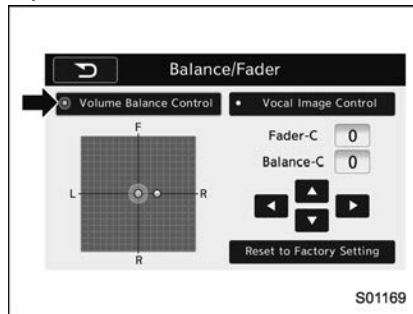 Balance/Fader
Volume Balance Control
Vocal Image Control
F
L
R
R
Fader-C 0
Balance-C 0
Reset to Factory Setting
S01169